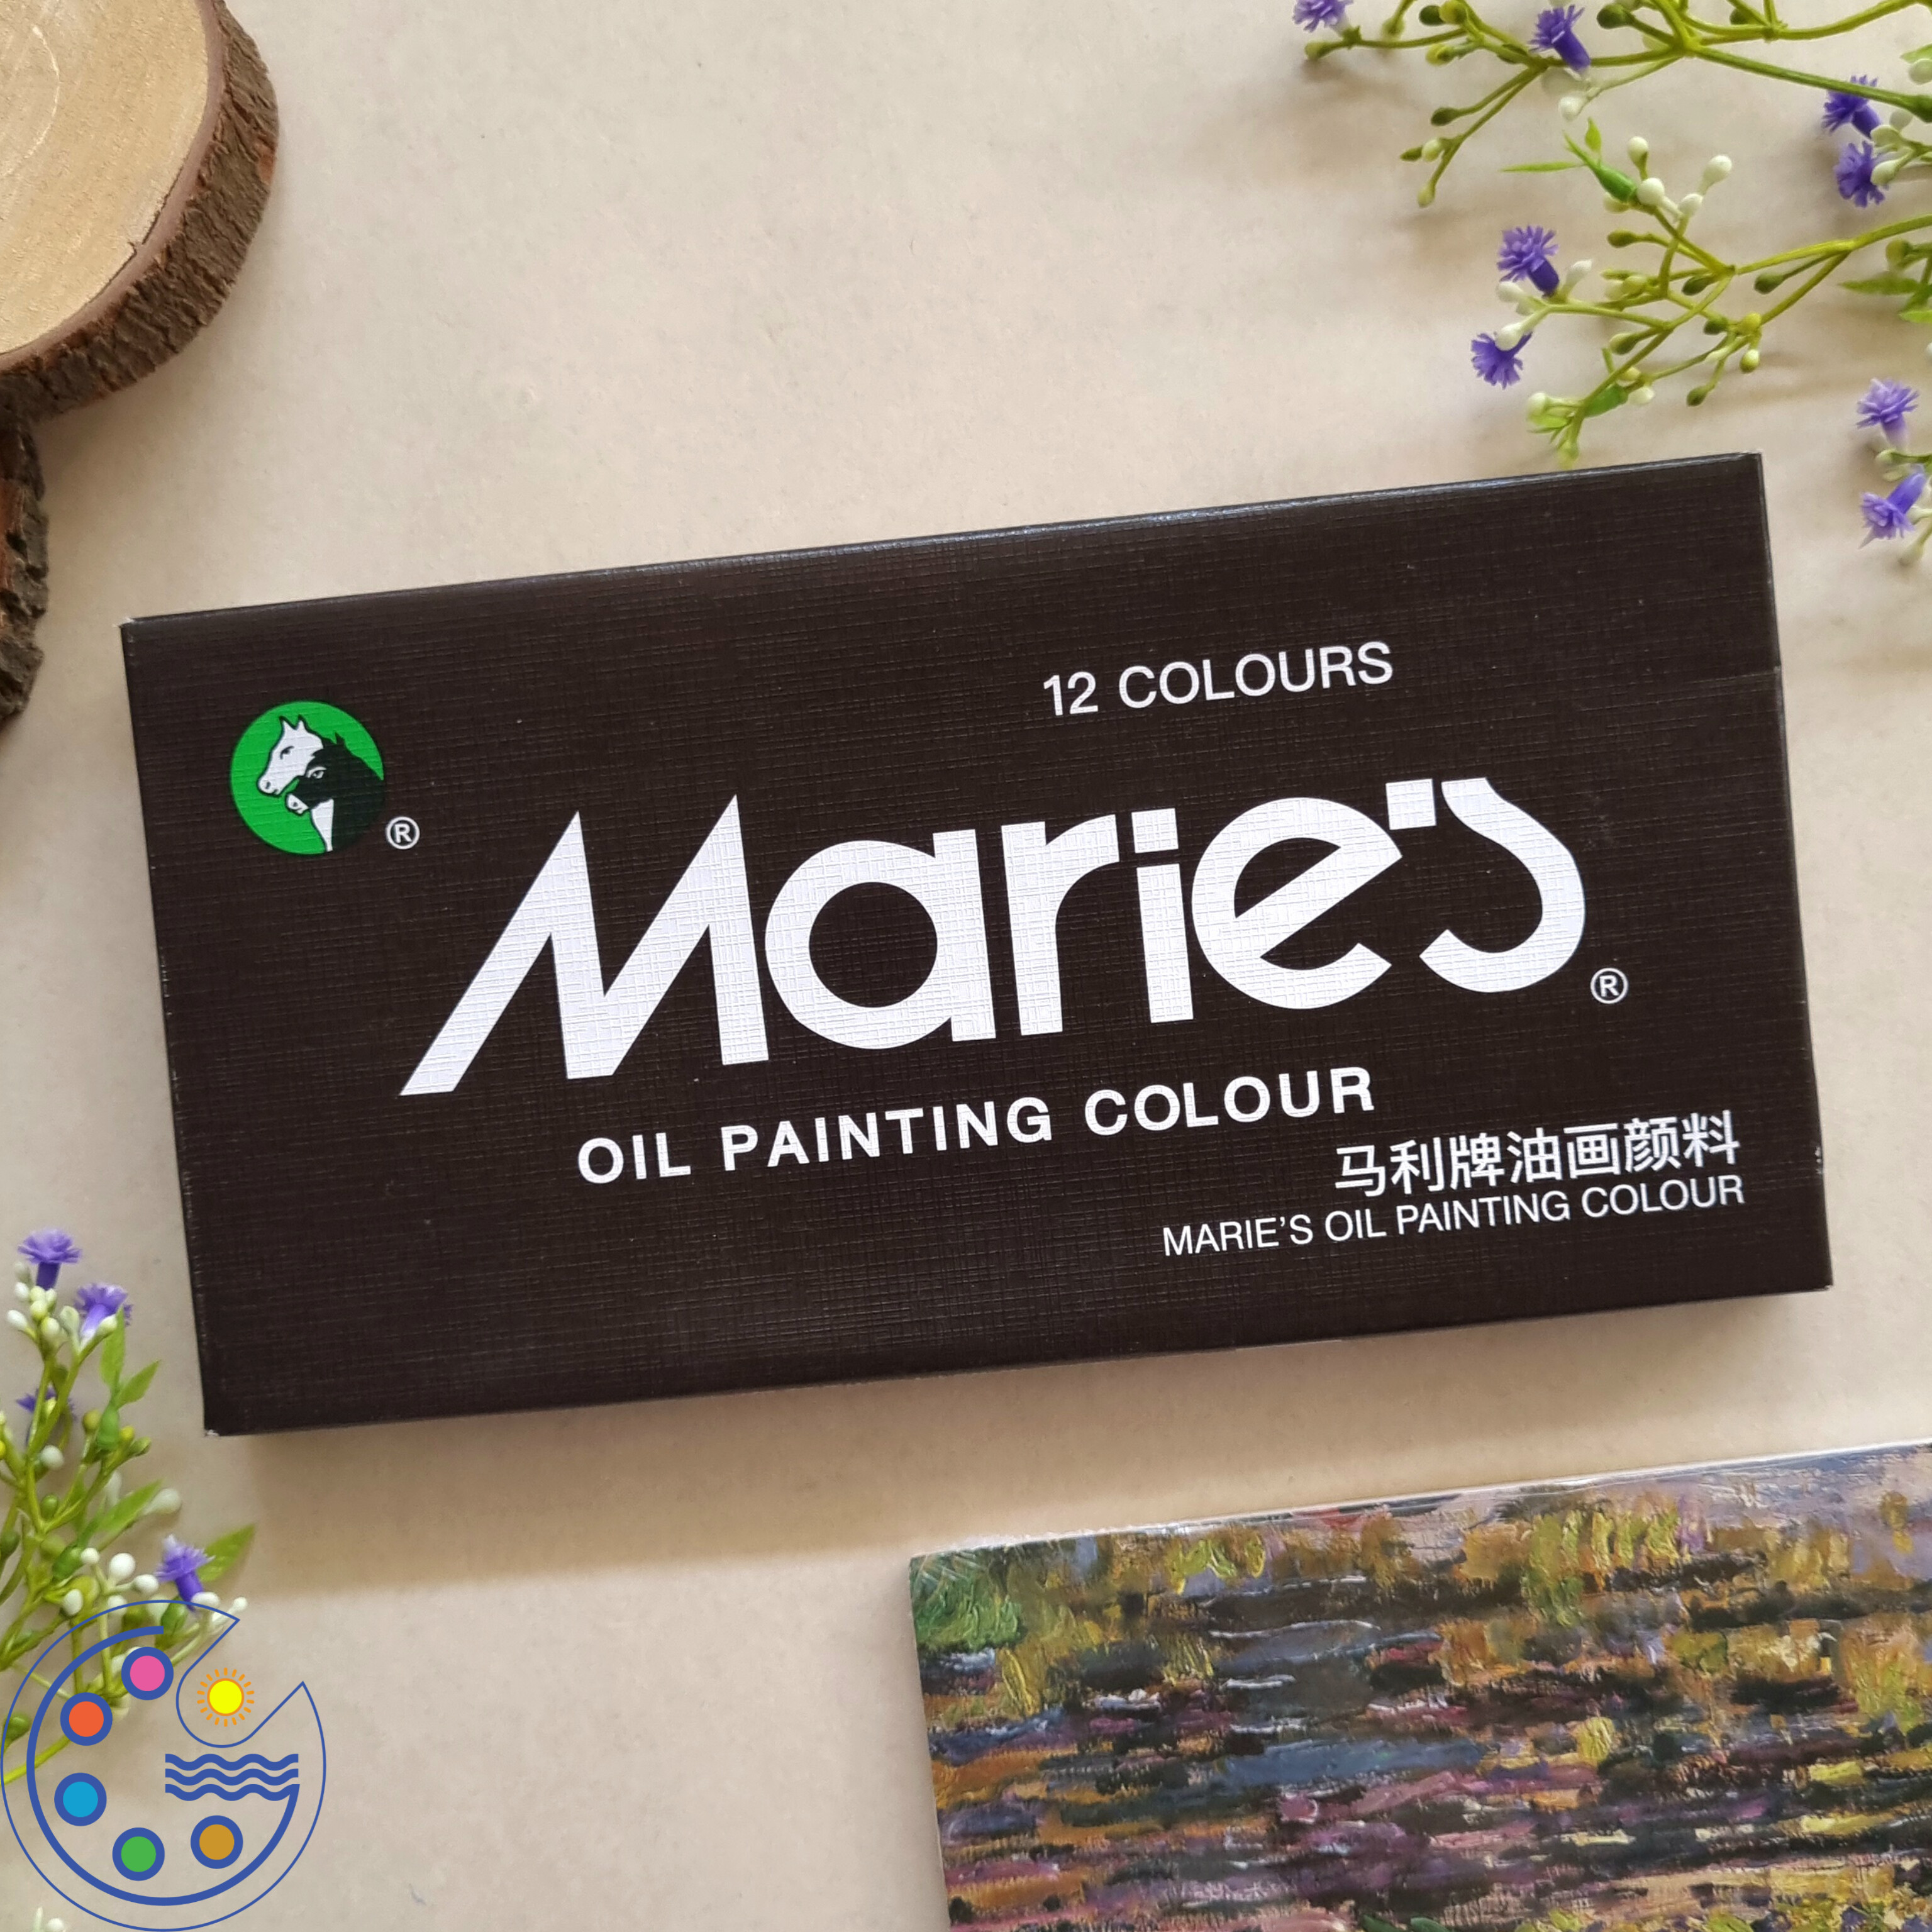 12 COLOURS
®
Marie's
®
OIL PAINTING COLOUR
马利牌油画颜料
MARIE'S OIL PAINTING COLOUR